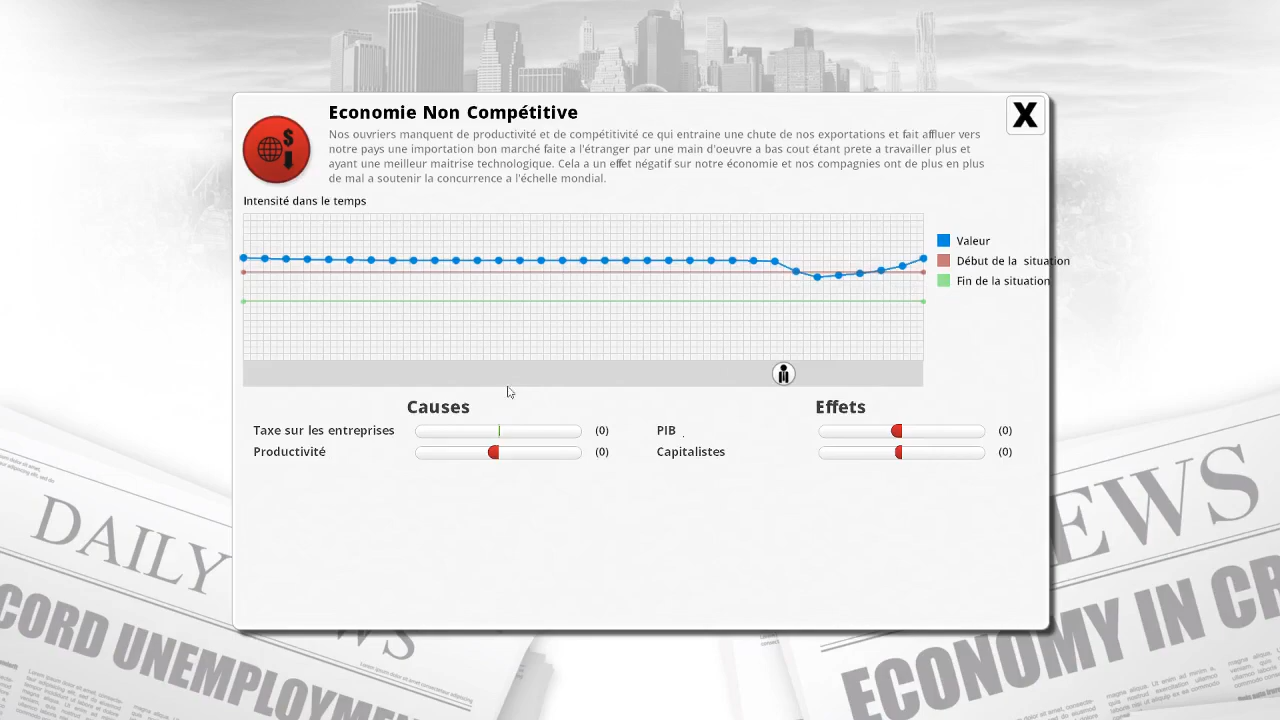 Economie Non Compétitive
Nos ouvriers manquent de productivité et de compétitivité ce qui entraine une chute de nos exportations et fait affluer vers
notre pays une importation bon marché faite a l'étranger par une main d'oeuvre a bas cout étant prete a travailler plus et
ayant une meilleur maitrise technologique. Cela a un effet négatif sur notre économie et nos compagnies ont de plus en plus
de mal a soutenir la concurrence a l'échelle mondial.
Intensité dans le temps
Valeur
Début de la situation
Fin de la situation
Causes
Effets
Taxe sur les entreprises (0)
PIB (0)
Productivité (0)
Capitalistes (0)
DAILY
NEWS
CORD UNEMPLOYME
ECONOMY IN CR